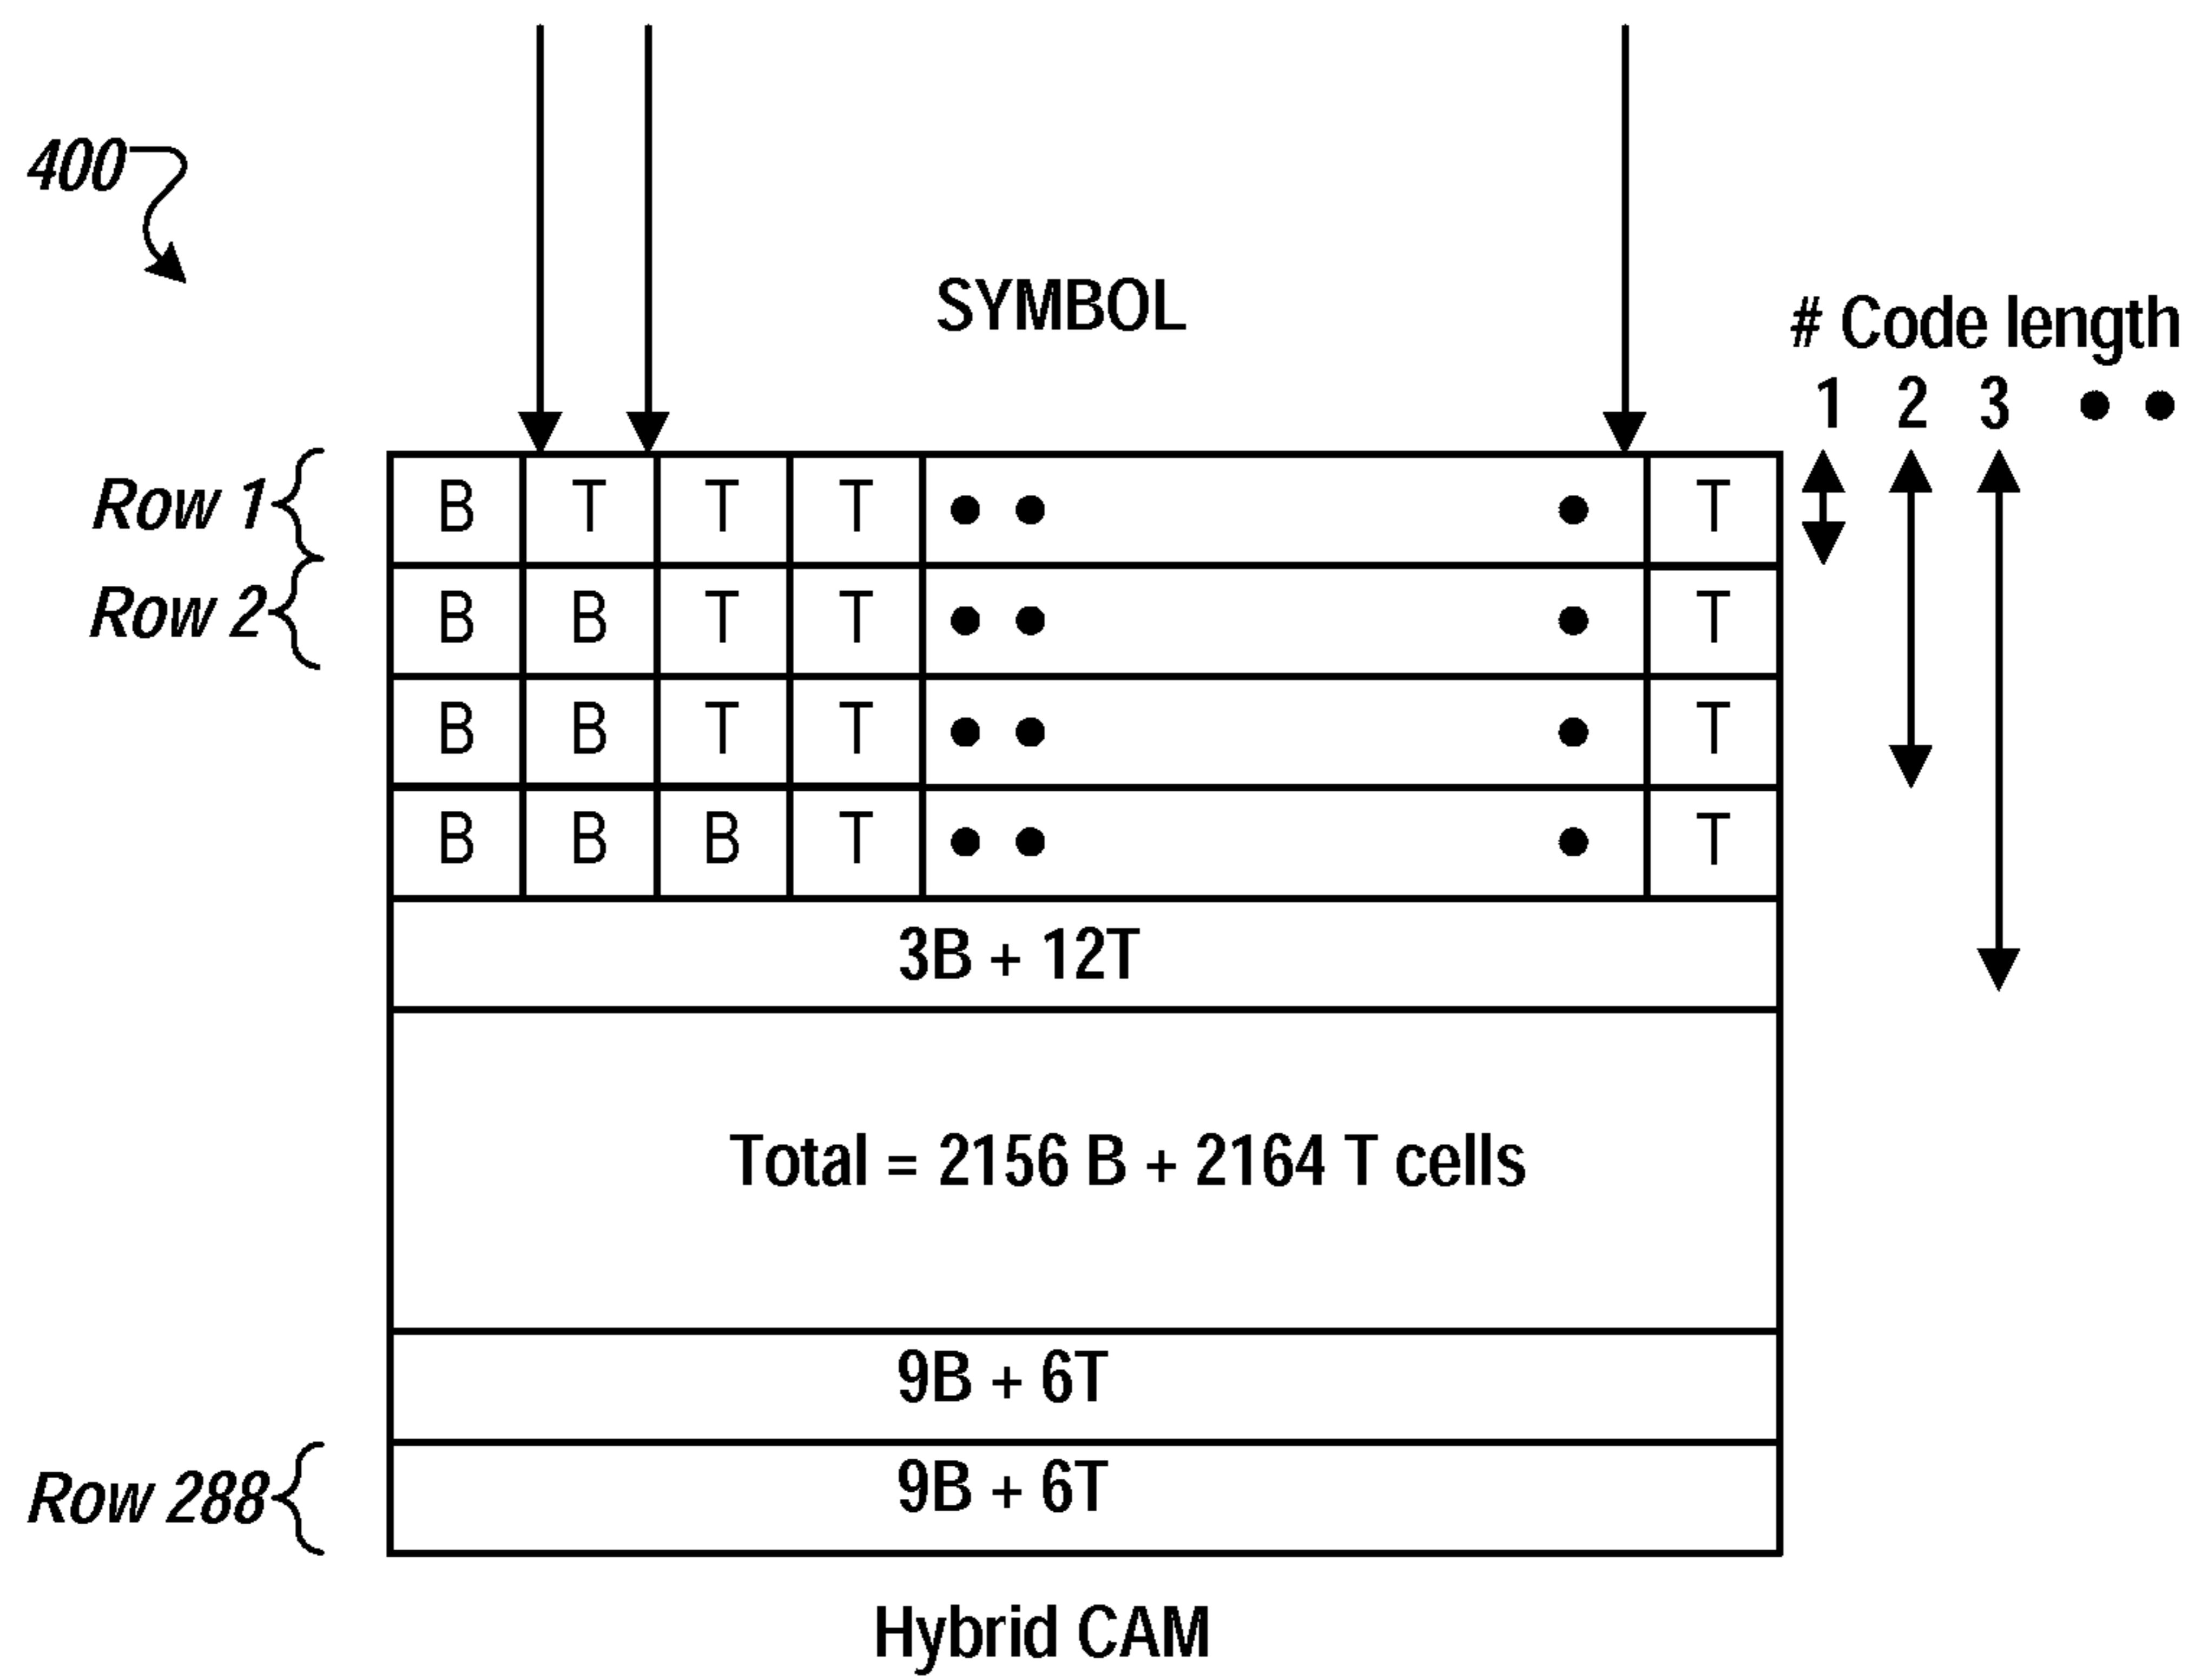 400
SYMBOL
# Code length
1 2 3
Row 1 B T T T T
Row 2 B B T T T
B B T T T
B B B T T
3B + 12T
Total = 2156 B + 2164 T cells
9B + 6T
Row 288 9B + 6T
Hybrid CAM